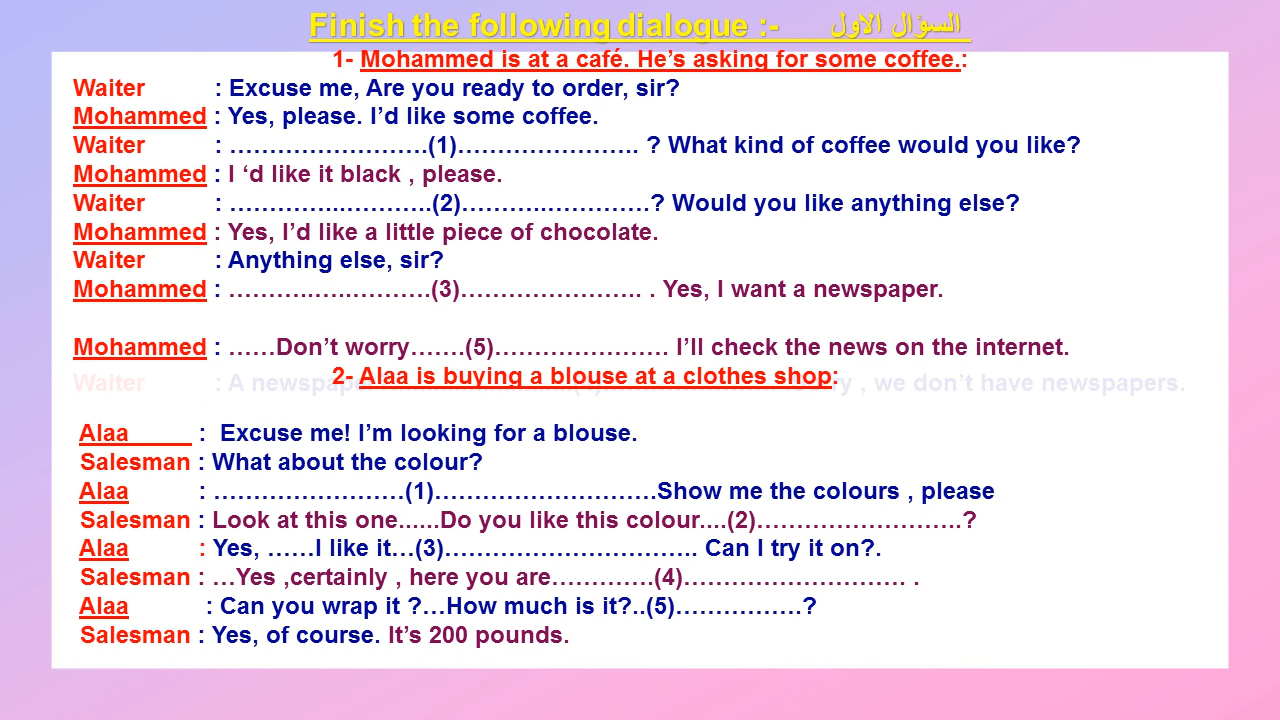 Finish the following dialogue :- السؤال الاول
1- Mohammed is at a café. He’s asking for some coffee.:
Waiter : Excuse me, Are you ready to order, sir?
Mohammed : Yes, please. I’d like some coffee.
Waiter : …………………….(1)………………….. ? What kind of coffee would you like?
Mohammed : I ‘d like it black , please.
Waiter : …………..………..(2)………..………….? Would you like anything else?
Mohammed : Yes, I’d like a little piece of chocolate.
Waiter : Anything else, sir?
Mohammed : ……….…..……….(3)………………….. . Yes, I want a newspaper.
Mohammed : ……Don’t worry…….(5)…………………. I’ll check the news on the internet.
2- Alaa is buying a blouse at a clothes shop:
Waiter : A newspape , we don’t have newspapers.
Alaa : Excuse me! I’m looking for a blouse.
Salesman : What about the colour?
Alaa : ……………………(1)……………………….Show me the colours , please
Salesman : Look at this one......Do you like this colour....(2)……………………..?
Alaa : Yes, ……I like it…(3)…………………………. Can I try it on?.
Salesman : …Yes ,certainly , here you are………….(4)………………………. .
Alaa : Can you wrap it ?…How much is it?..(5)…………….?
Salesman : Yes, of course. It’s 200 pounds.